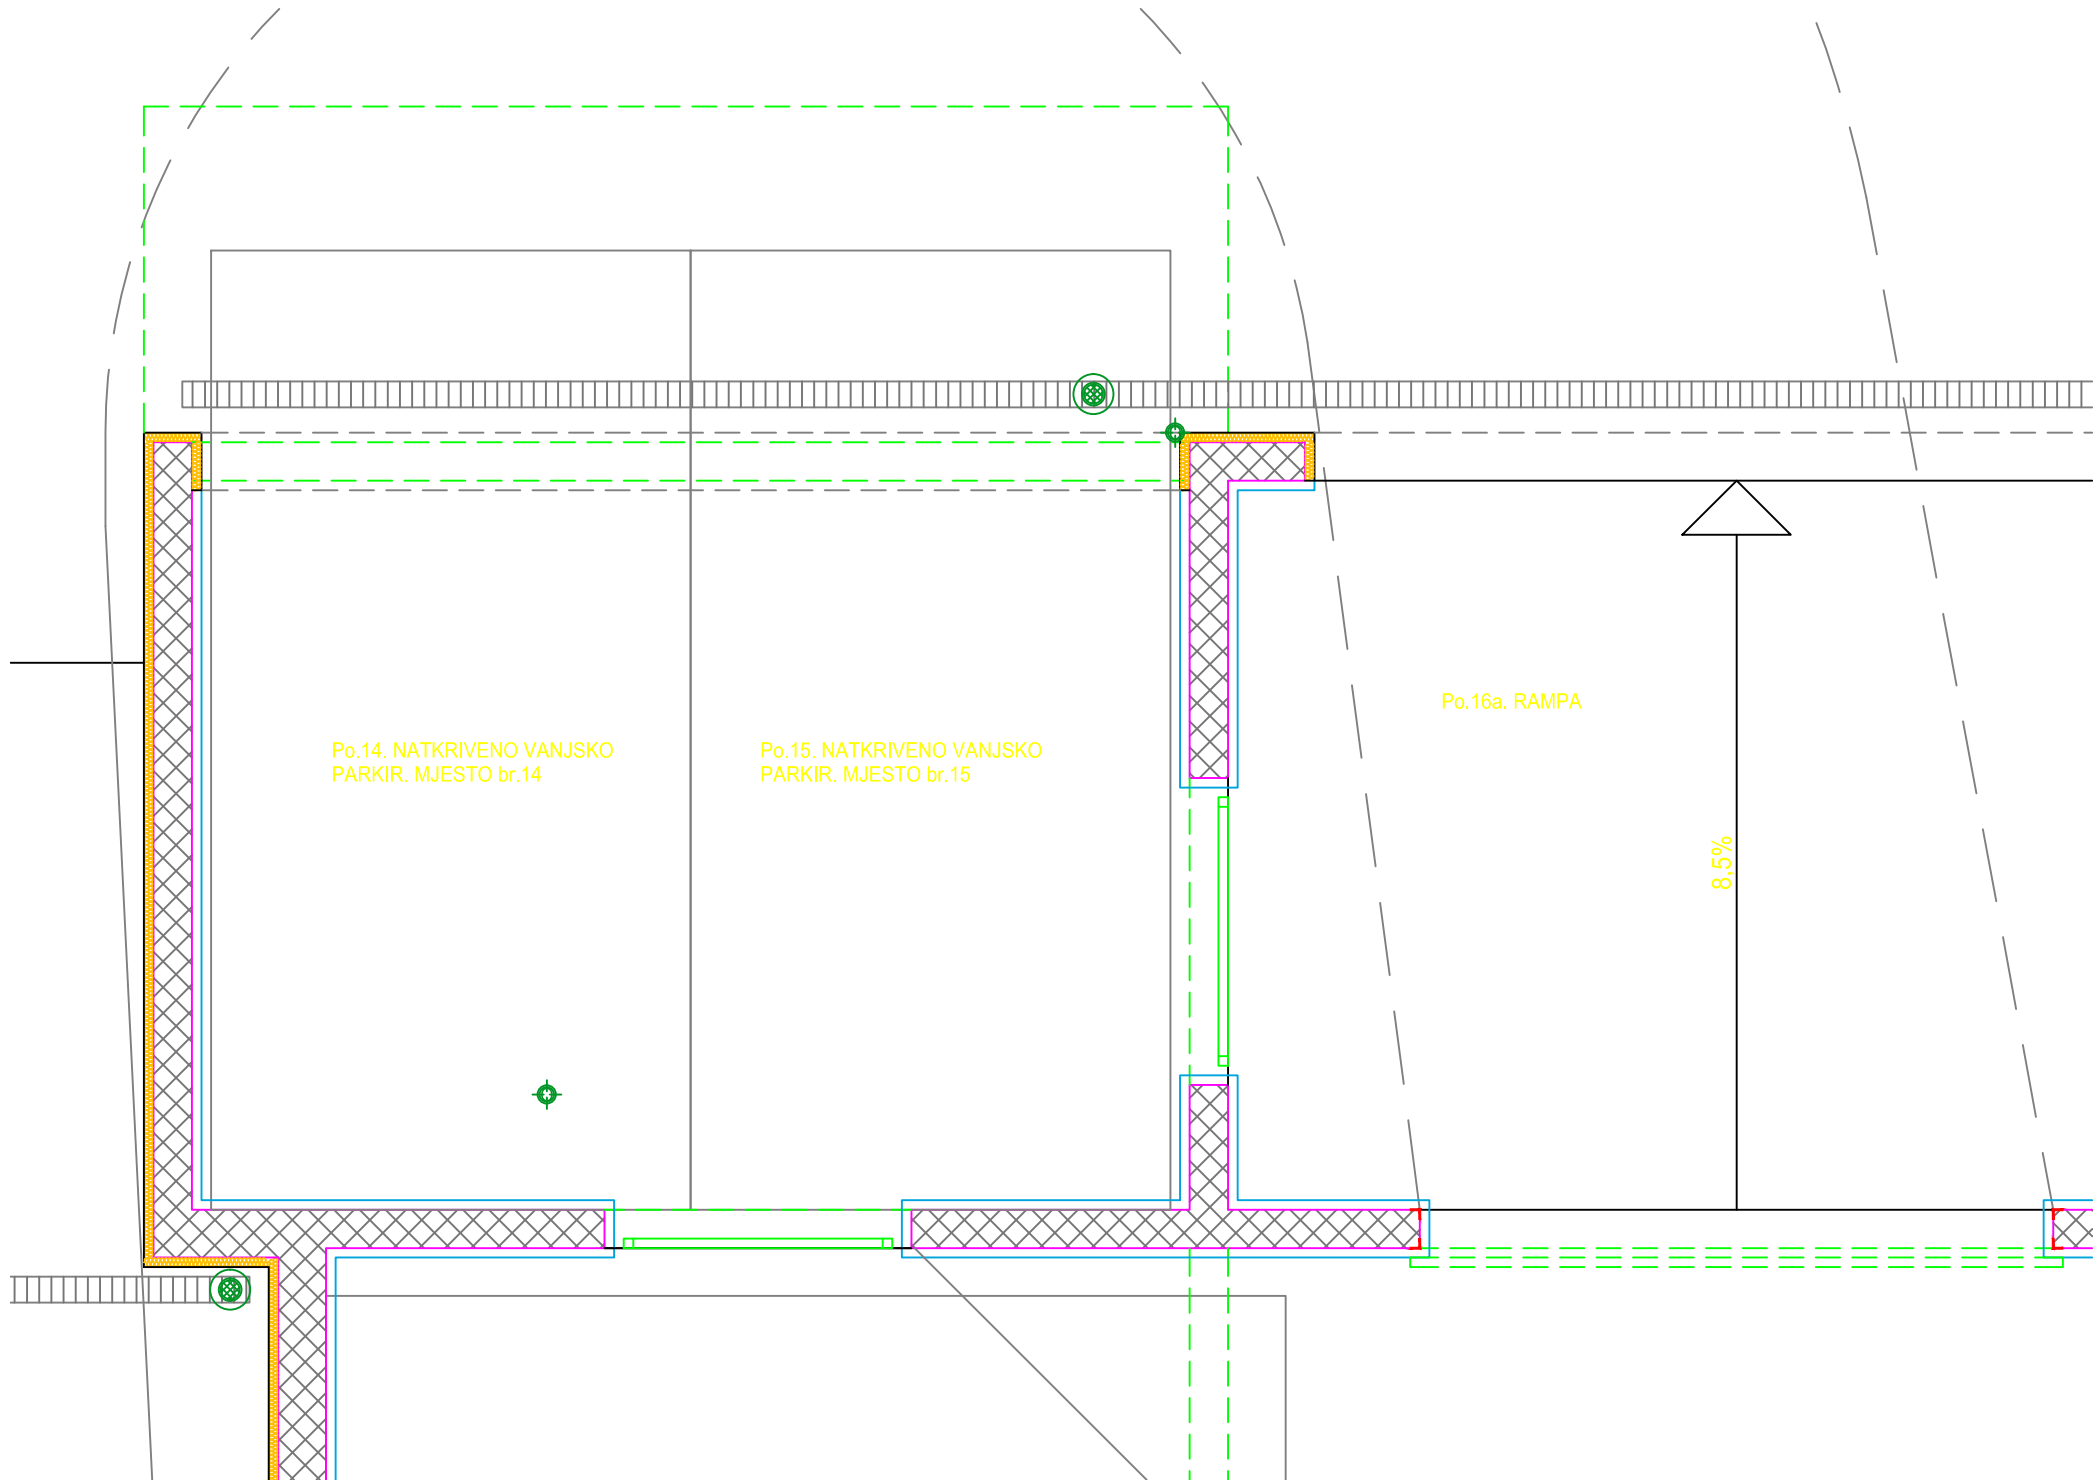 Po.16a. RAMPA
Po.14. NATKRIVENO VANJSKO
PARKIR. MJESTO br.14
Po.15. NATKRIVENO VANJSKO
PARKIR. MJESTO br.15
8,5%